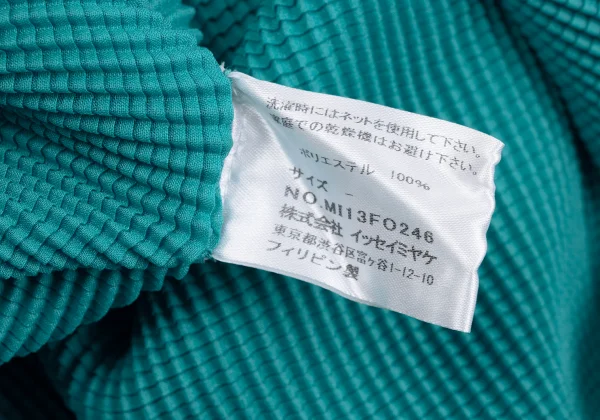 洗濯時にはネットを使用して下さい。
家庭での乾燥機はお避け下さい。
ポリエステル 100%
サイズ -
NO.MI13FO246
株式会社 イッセイミヤケ
東京都渋谷区富ヶ谷1-12-10
フィリピン製